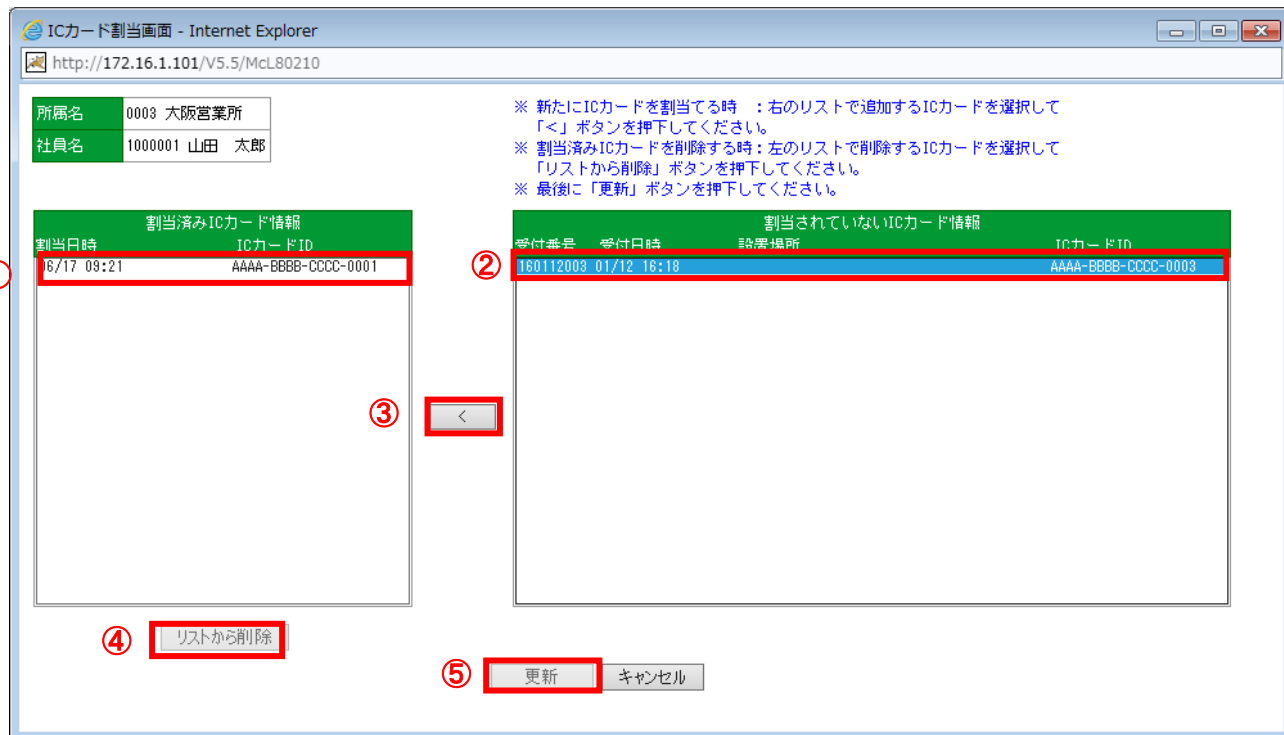 ICカード割当画面 - Internet Explorer
http://172.16.1.101/V5.5/McL80210
所属名 0003 大阪営業所
社員名 1000001 山田 太郎
※ 新たにICカードを割当てる時 ：右のリストで追加するICカードを選択して
「<」ボタンを押下してください。
※ 割当済みICカードを削除する時：左のリストで削除するICカードを選択して
「リストから削除」ボタンを押下してください。
※ 最後に「更新」ボタンを押下してください。
割当済みICカード情報
割当日時 ICカードID
06/17 09:21 AAAA-BBBB-CCCC-0001
割当されていないICカード情報
受付番号 受付日時 設置場所 ICカードID
② 160112003 01/12 16:18 AAAA-BBBB-CCCC-0003
③ <
④ リストから削除
⑤ 更新 キャンセル